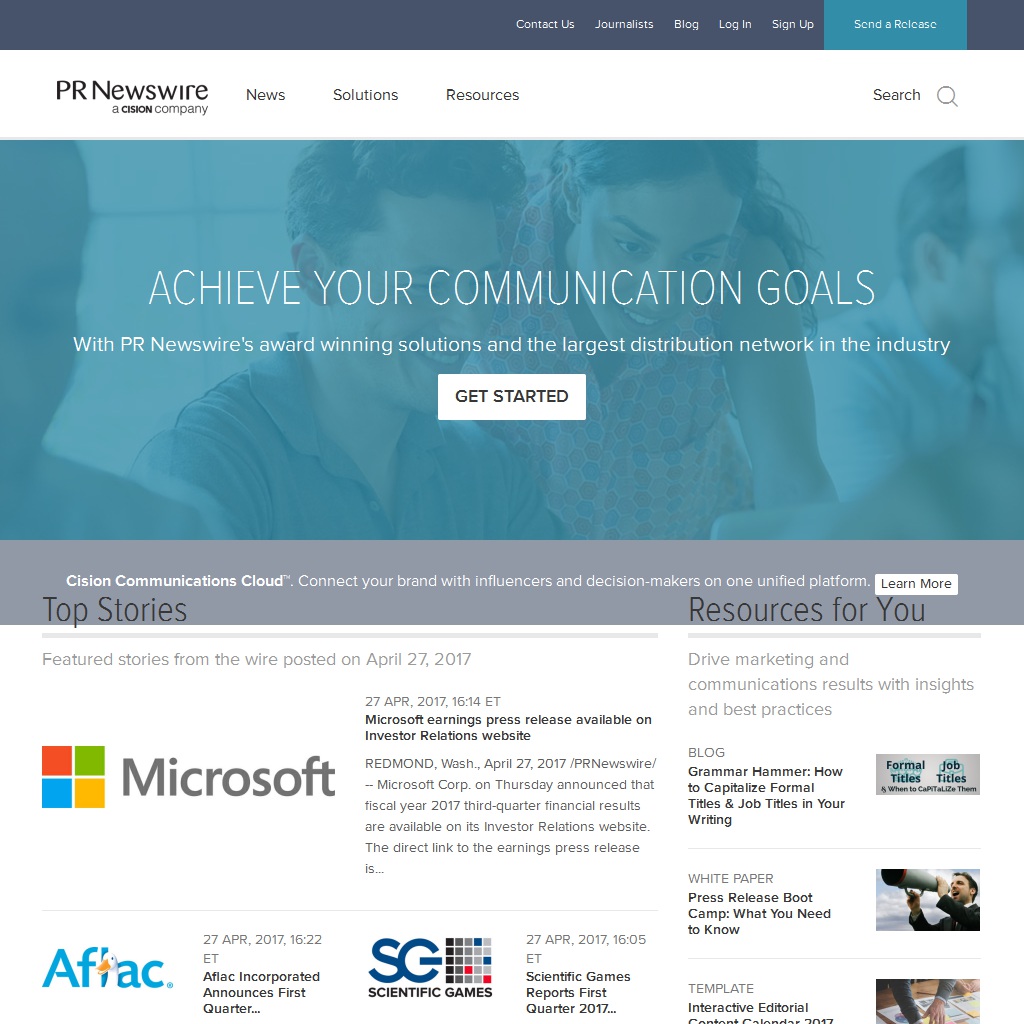 Contact Us Journalists Blog Log In Sign Up Send a Release
PR Newswire
a CISION company
News Solutions Resources Search
ACHIEVE YOUR COMMUNICATION GOALS
With PR Newswire's award winning solutions and the largest distribution network in the industry
GET STARTED
Cision Communications Cloud™. Connect your brand with influencers and decision-makers on one unified platform. Learn More
Top Stories
Featured stories from the wire posted on April 27, 2017
Microsoft
27 APR, 2017, 16:14 ET
Microsoft earnings press release available on
Investor Relations website
REDMOND, Wash., April 27, 2017 /PRNewswire/
-- Microsoft Corp. on Thursday announced that
fiscal year 2017 third-quarter financial results
are available on its Investor Relations website.
The direct link to the earnings press release
is...
Aflac
27 APR, 2017, 16:22
ET
Aflac Incorporated
Announces First
Quarter...
SG
SCIENTIFIC GAMES
27 APR, 2017, 16:05
ET
Scientific Games
Reports First
Quarter 2017...
Resources for You
Drive marketing and
communications results with insights
and best practices
BLOG
Grammar Hammer: How
to Capitalize Formal
Titles & Job Titles in Your
Writing
Formal Job
Titles Titles
& When to CaPiTaLiZe Them
WHITE PAPER
Press Release Boot
Camp: What You Need
to Know
TEMPLATE
Interactive Editorial
Content Calendar 2017